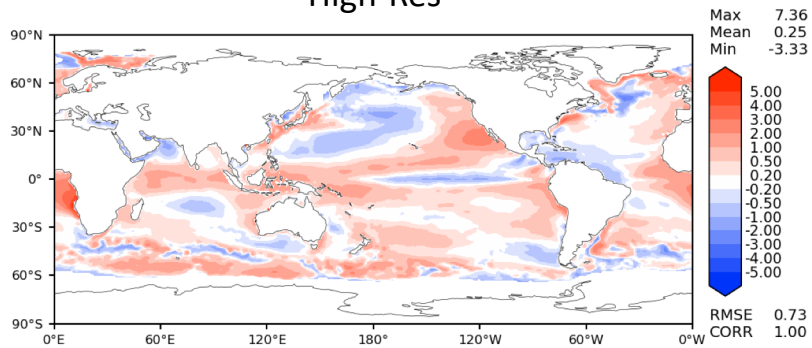 High Res
Max 7.36
Mean 0.25
Min -3.33
90°N
60°N
30°N
0°
30°S
60°S
90°S
0°E
60°E
120°E
180°
120°W
60°W
0°W
5.00
4.00
3.00
2.00
1.00
0.50
0.20
-0.20
-0.50
-1.00
-2.00
-3.00
-4.00
-5.00
RMSE 0.73
CORR 1.00